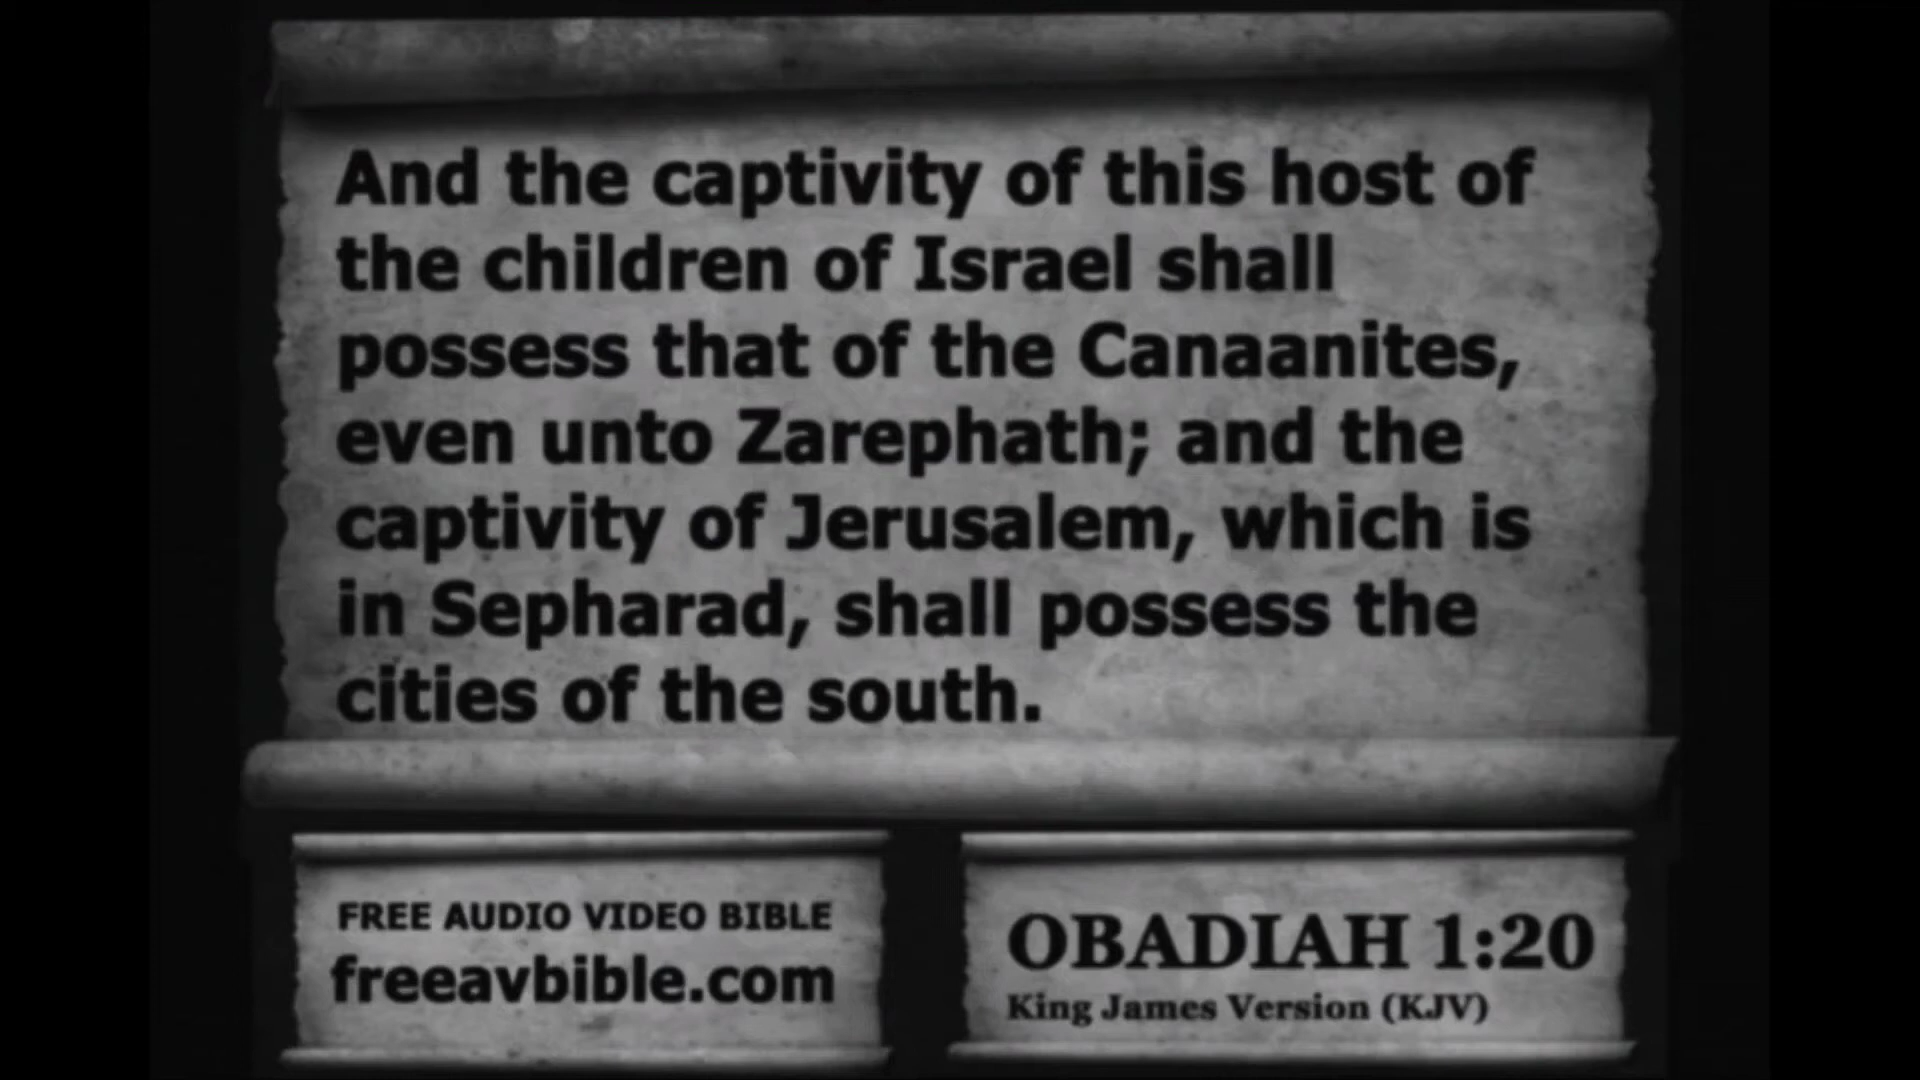 And the captivity of this host of
the children of Israel shall
possess that of the Canaanites,
even unto Zarephath; and the
captivity of Jerusalem, which is
in Sepharad, shall possess the
cities of the south.
FREE AUDIO VIDEO BIBLE
freeavbible.com
OBADIAH 1:20
King James Version (KJV)